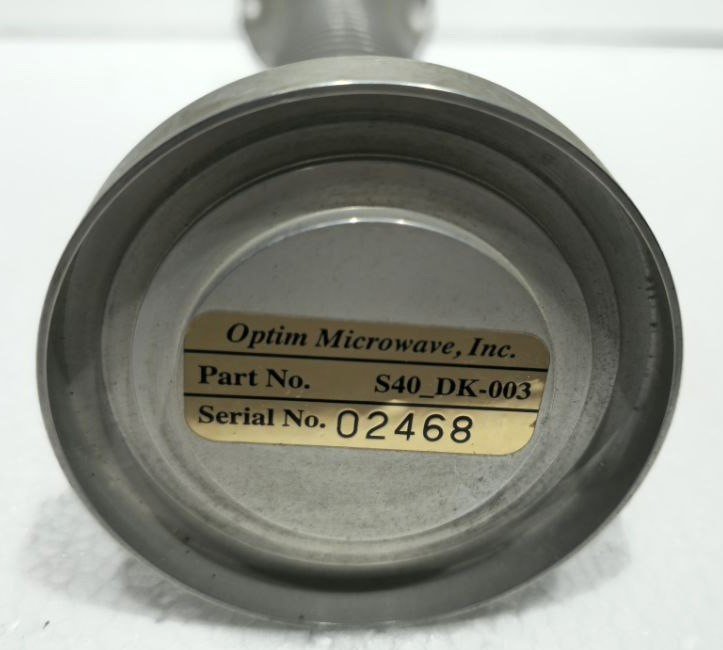 Optim Microwave, Inc.
Part No. S40_DK-003
Serial No. 02468